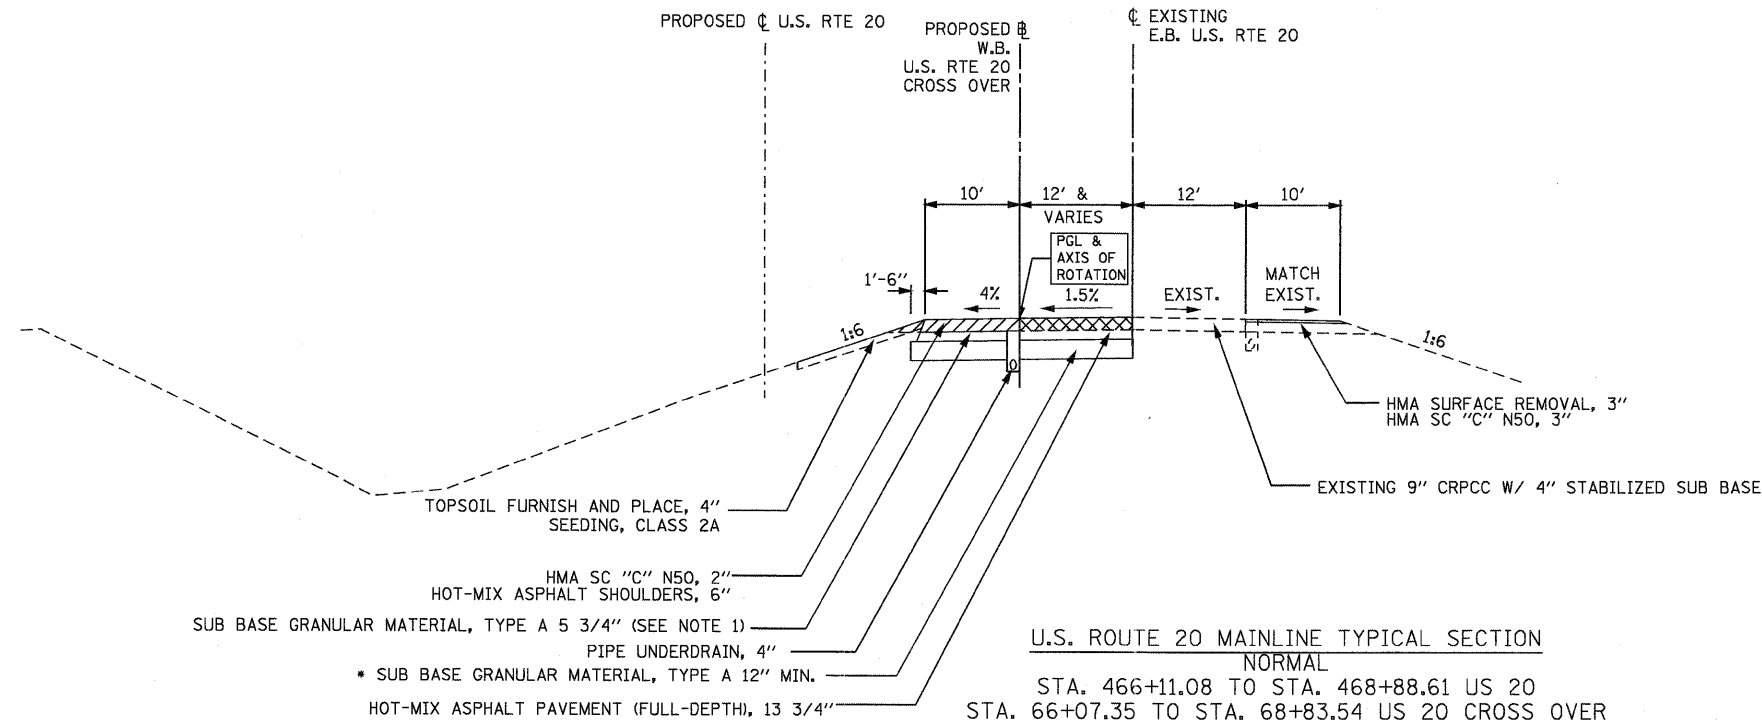 PROPOSED ℄ U.S. RTE 20
PROPOSED B
W.B.
U.S. RTE 20
CROSS OVER
℄ EXISTING
E.B. U.S. RTE 20
10'
12' &
VARIES
12'
10'
PGL &
AXIS OF
ROTATION
1'-6"
4%
1.5%
EXIST.
MATCH
EXIST.
1:6
1:6
HMA SURFACE REMOVAL, 3"
HMA SC "C" N50, 3"
EXISTING 9" CRPCC W/ 4" STABILIZED SUB BASE
TOPSOIL FURNISH AND PLACE, 4"
SEEDING, CLASS 2A
HMA SC "C" N50, 2"
HOT-MIX ASPHALT SHOULDERS, 6"
SUB BASE GRANULAR MATERIAL, TYPE A 5 3/4" (SEE NOTE 1)
PIPE UNDERDRAIN, 4"
* SUB BASE GRANULAR MATERIAL, TYPE A 12" MIN.
HOT-MIX ASPHALT PAVEMENT (FULL-DEPTH), 13 3/4"
U.S. ROUTE 20 MAINLINE TYPICAL SECTION
NORMAL
STA. 466+11.08 TO STA. 468+88.61 US 20
STA. 66+07.35 TO STA. 68+83.54 US 20 CROSS OVER